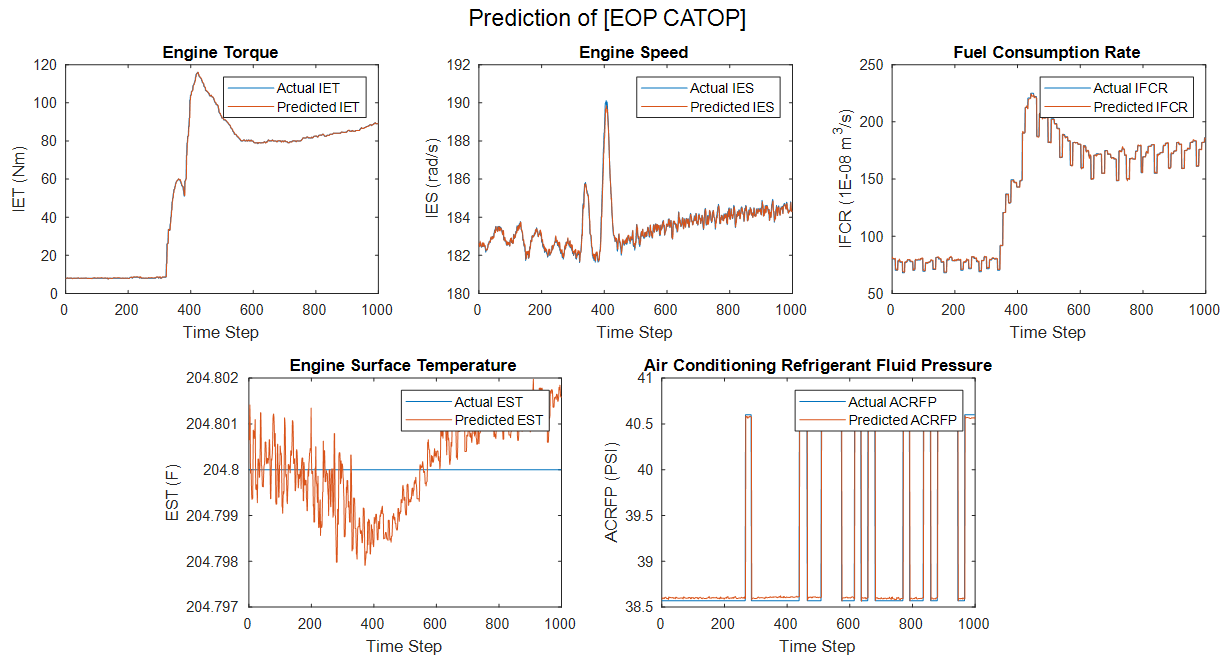 Prediction of [EOP CATOP]
Engine Torque
Engine Speed
Fuel Consumption Rate
120
100
80
60
40
20
0
IET (Nm)
Actual IET
Predicted IET
0 200 400 600 800 1000
Time Step
192
190
188
186
184
182
180
IES (rad/s)
Actual IES
Predicted IES
0 200 400 600 800 1000
Time Step
250
200
150
100
50
IFCR (1E-08 m³/s)
Actual IFCR
Predicted IFCR
0 200 400 600 800 1000
Time Step
Engine Surface Temperature
Air Conditioning Refrigerant Fluid Pressure
204.802
204.801
204.8
204.799
204.798
204.797
EST (F)
Actual EST
Predicted EST
0 200 400 600 800 1000
Time Step
41
40.5
40
39.5
39
38.5
ACRFP (PSI)
Actual ACRFP
Predicted ACRFP
0 200 400 600 800 1000
Time Step